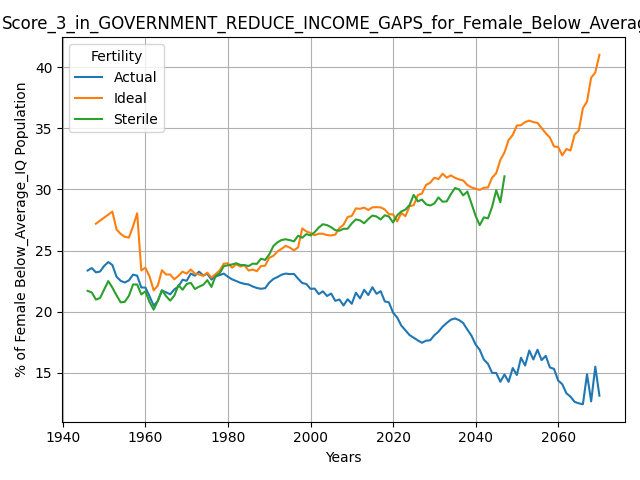 Score_3_in_GOVERNMENT_REDUCE_INCOME_GAPS_for_Female_Below_Averag
Fertility
Actual
Ideal
Sterile
% of Female Below_Average_IQ Population
40
35
30
25
20
15
1940
1960
1980
2000
2020
2040
2060
Years